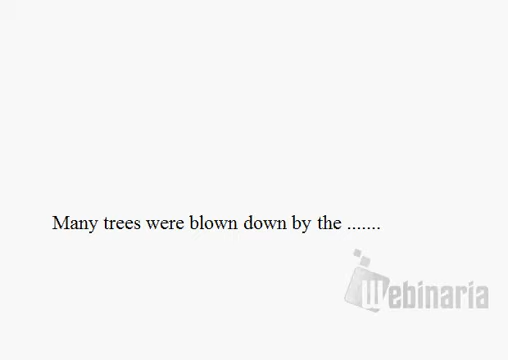 Many trees were blown down by the .......
Webinaria